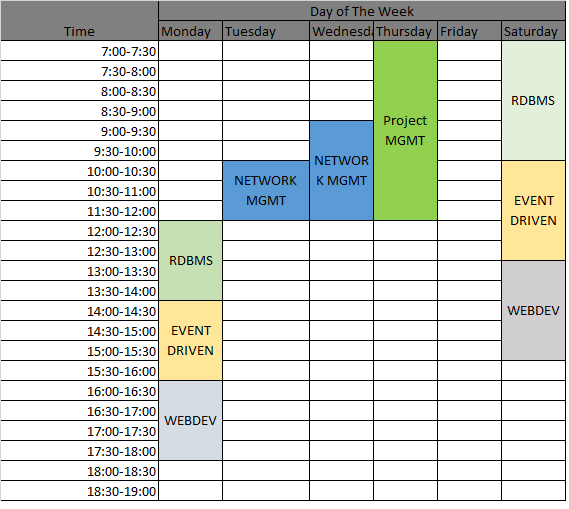 Day of The Week
Time Monday Tuesday Wednesda Thursday Friday Saturday
7:00-7:30
7:30-8:00
8:00-8:30
8:30-9:00
9:00-9:30
9:30-10:00
10:00-10:30
10:30-11:00
11:30-12:00
12:00-12:30
12:30-13:00
13:00-13:30
13:30-14:00
14:00-14:30
14:30-15:00
15:00-15:30
15:30-16:00
16:00-16:30
16:30-17:00
17:00-17:30
17:30-18:00
18:00-18:30
18:30-19:00
RDBMS
EVENT
DRIVEN
WEBDEV
NETWORK
MGMT
NETWOR
K MGMT
Project
MGMT
RDBMS
EVENT
DRIVEN
WEBDEV